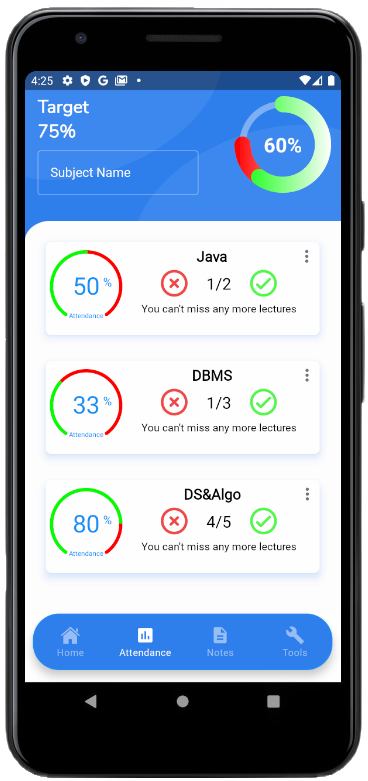 4:25
Target
75%
60%
Subject Name
Java
50 %
1/2
Attendance
You can't miss any more lectures
DBMS
33 %
1/3
Attendance
You can't miss any more lectures
DS&Algo
80 %
4/5
Attendance
You can't miss any more lectures
Home Attendance Notes Tools